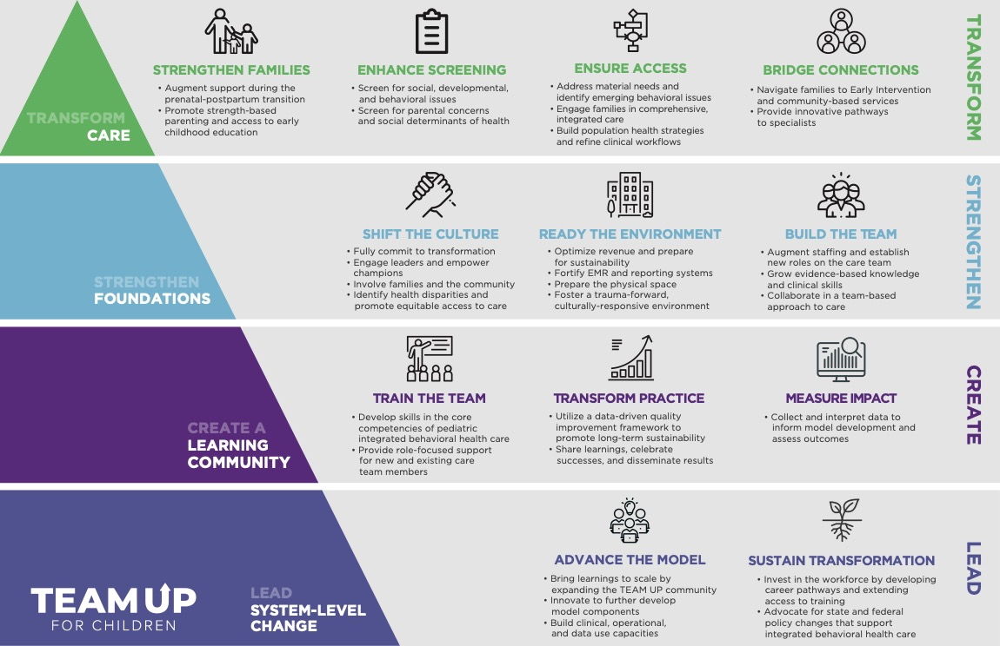 TRANSFORM
CARE
STRENGTHEN FAMILIES
• Augment support during the
prenatal-postpartum transition
• Promote strength-based
parenting and access to early
childhood education
ENHANCE SCREENING
• Screen for social, developmental,
and behavioral issues
• Screen for parental concerns
and social determinants of health
ENSURE ACCESS
• Address material needs and
identify emerging behavioral issues
• Engage families in comprehensive,
integrated care
• Build population health strategies
and refine clinical workflows
BRIDGE CONNECTIONS
• Navigate families to Early Intervention
and community-based services
• Provide innovative pathways
to specialists
TRANSFORM
STRENGTHEN
FOUNDATIONS
SHIFT THE CULTURE
• Fully commit to transformation
• Engage leaders and empower
champions
• Involve families and the community
• Identify health disparities and
promote equitable access to care
READY THE ENVIRONMENT
• Optimize revenue and prepare
for sustainability
• Fortify EMR and reporting systems
• Prepare the physical space
• Foster a trauma-forward,
culturally-responsive environment
BUILD THE TEAM
• Augment staffing and establish
new roles on the care team
• Grow evidence-based knowledge
and clinical skills
• Collaborate in a team-based
approach to care
STRENGTHEN
CREATE A
LEARNING
COMMUNITY
TRAIN THE TEAM
• Develop skills in the core
competencies of pediatric
integrated behavioral health care
• Provide role-focused support
for new and existing care
team members
TRANSFORM PRACTICE
• Utilize a data-driven quality
improvement framework to
promote long-term sustainability
• Share learnings, celebrate
successes, and disseminate results
MEASURE IMPACT
• Collect and interpret data to
inform model development and
assess outcomes
CREATE
TEAM UP
FOR CHILDREN
LEAD
SYSTEM-LEVEL
CHANGE
ADVANCE THE MODEL
• Bring learnings to scale by
expanding the TEAM UP community
• Innovate to further develop
model components
• Build clinical, operational,
and data use capacities
SUSTAIN TRANSFORMATION
• Invest in the workforce by developing
career pathways and extending
access to training
• Advocate for state and federal
policy changes that support
integrated behavioral health care
LEAD